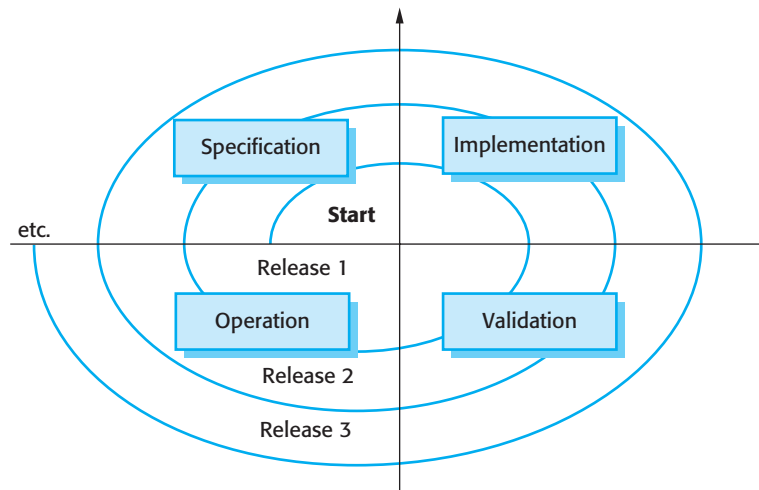 Specification
Implementation
Start
etc.
Release 1
Operation
Validation
Release 2
Release 3